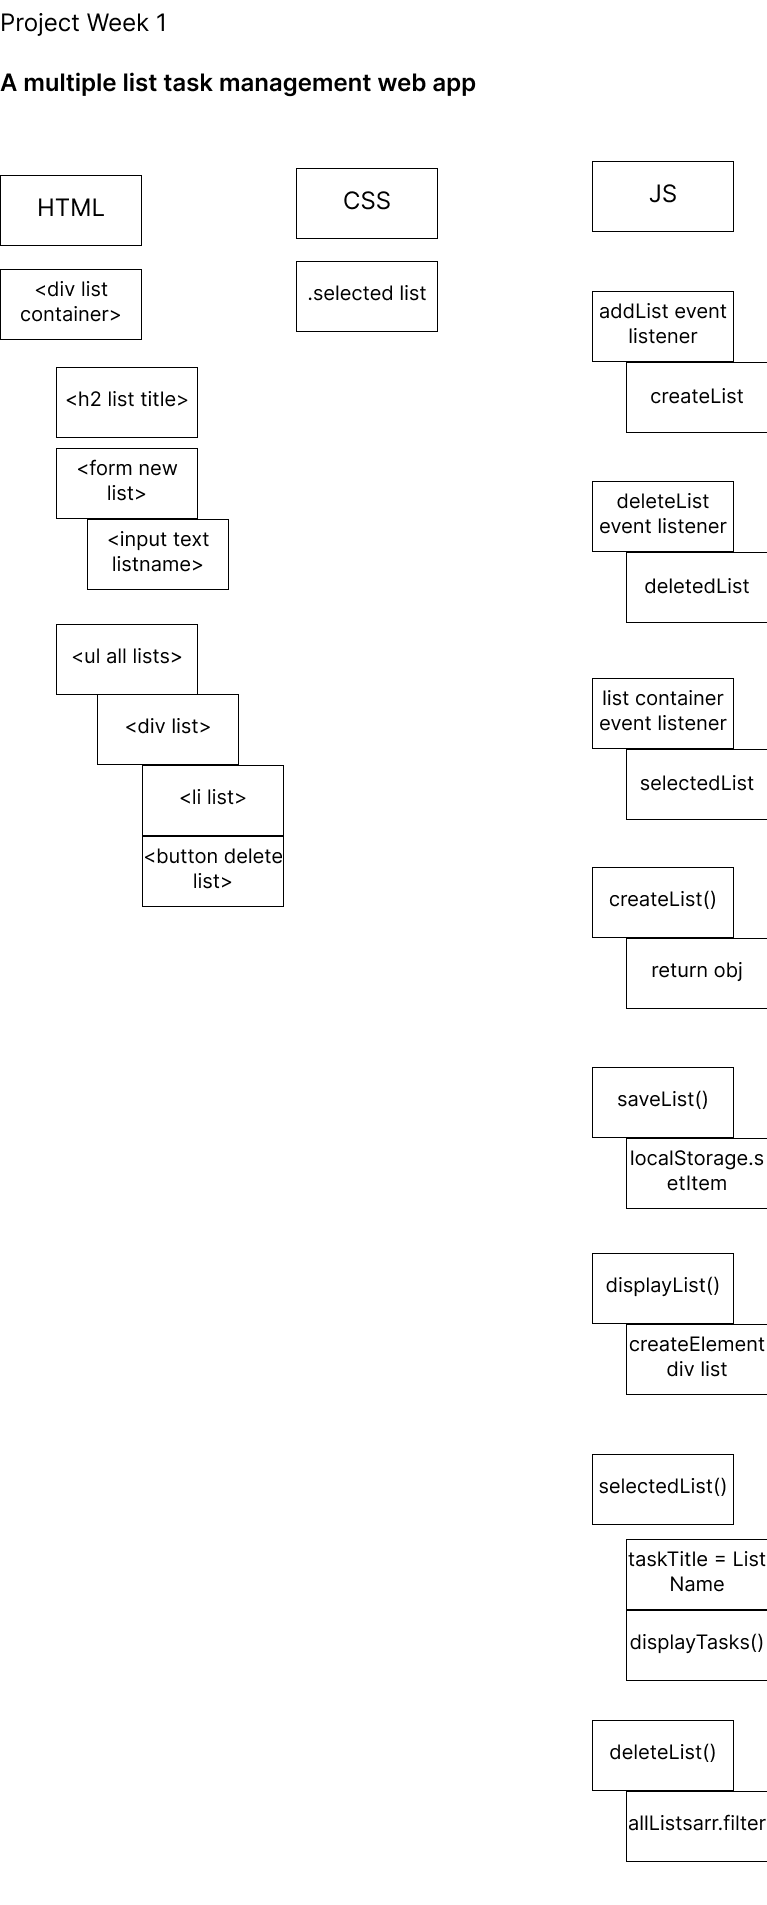 Project Week 1
A multiple list task management web app
HTML
<div list
container>
<h2 list title>
<form new
list>
<input text
listname>
<ul all lists>
<div list>
<li list>
<button delete
list>
CSS
.selected list
JS
addList event
listener
createList
deleteList
event listener
deletedList
list container
event listener
selectedList
createList()
return obj
saveList()
localStorage.s
etItem
displayList()
createElement
div list
selectedList()
taskTitle = List
Name
displayTasks()
deleteList()
allListsarr.filter